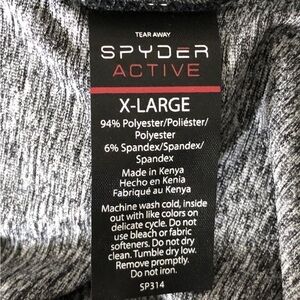 TEAR AWAY
SPYDER
ACTIVE
X-LARGE
94% Polyester/Poliéster/
Polyester
6% Spandex/Spandex/
Spandex
Made in Kenya
Hecho en Kenia
Fabriqué au Kenya
Machine wash cold, inside
out with like colors on
delicate cycle. Do not
use bleach or fabric
softeners. Do not dry
clean. Tumble dry low.
Remove promptly.
Do not iron.
SP314